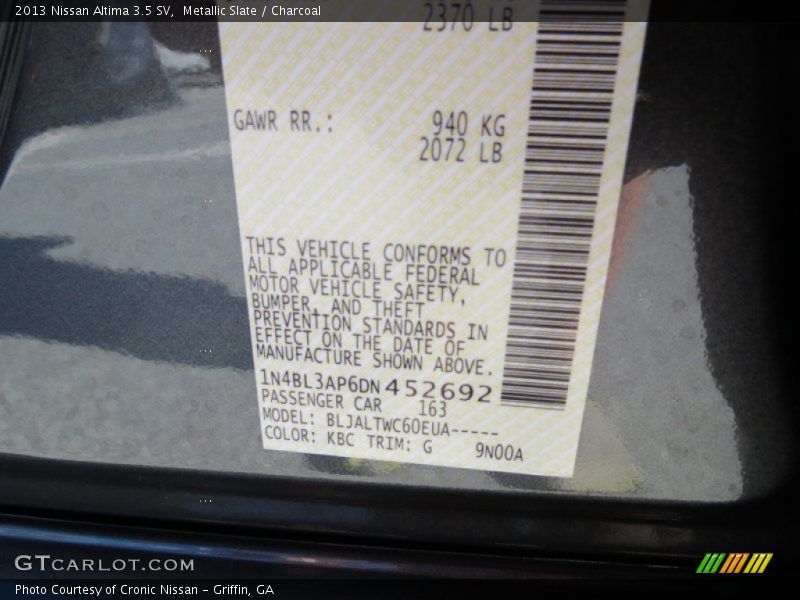 2013 Nissan Altima 3.5 SV,  Metallic Slate / Charcoal
2370 LB
GAWR RR.: 940 KG
2072 LB
THIS VEHICLE CONFORMS TO
ALL APPLICABLE FEDERAL
MOTOR VEHICLE SAFETY,
BUMPER, AND THEFT
PREVENTION STANDARDS IN
EFFECT ON THE DATE OF
MANUFACTURE SHOWN ABOVE.
1N4BL3AP6DN452692
PASSENGER CAR 163
MODEL: BLJALTWC60EUA-----
COLOR: KBC TRIM: G 9N00A
GTCARLOT.COM
Photo Courtesy of Cronic Nissan - Griffin, GA